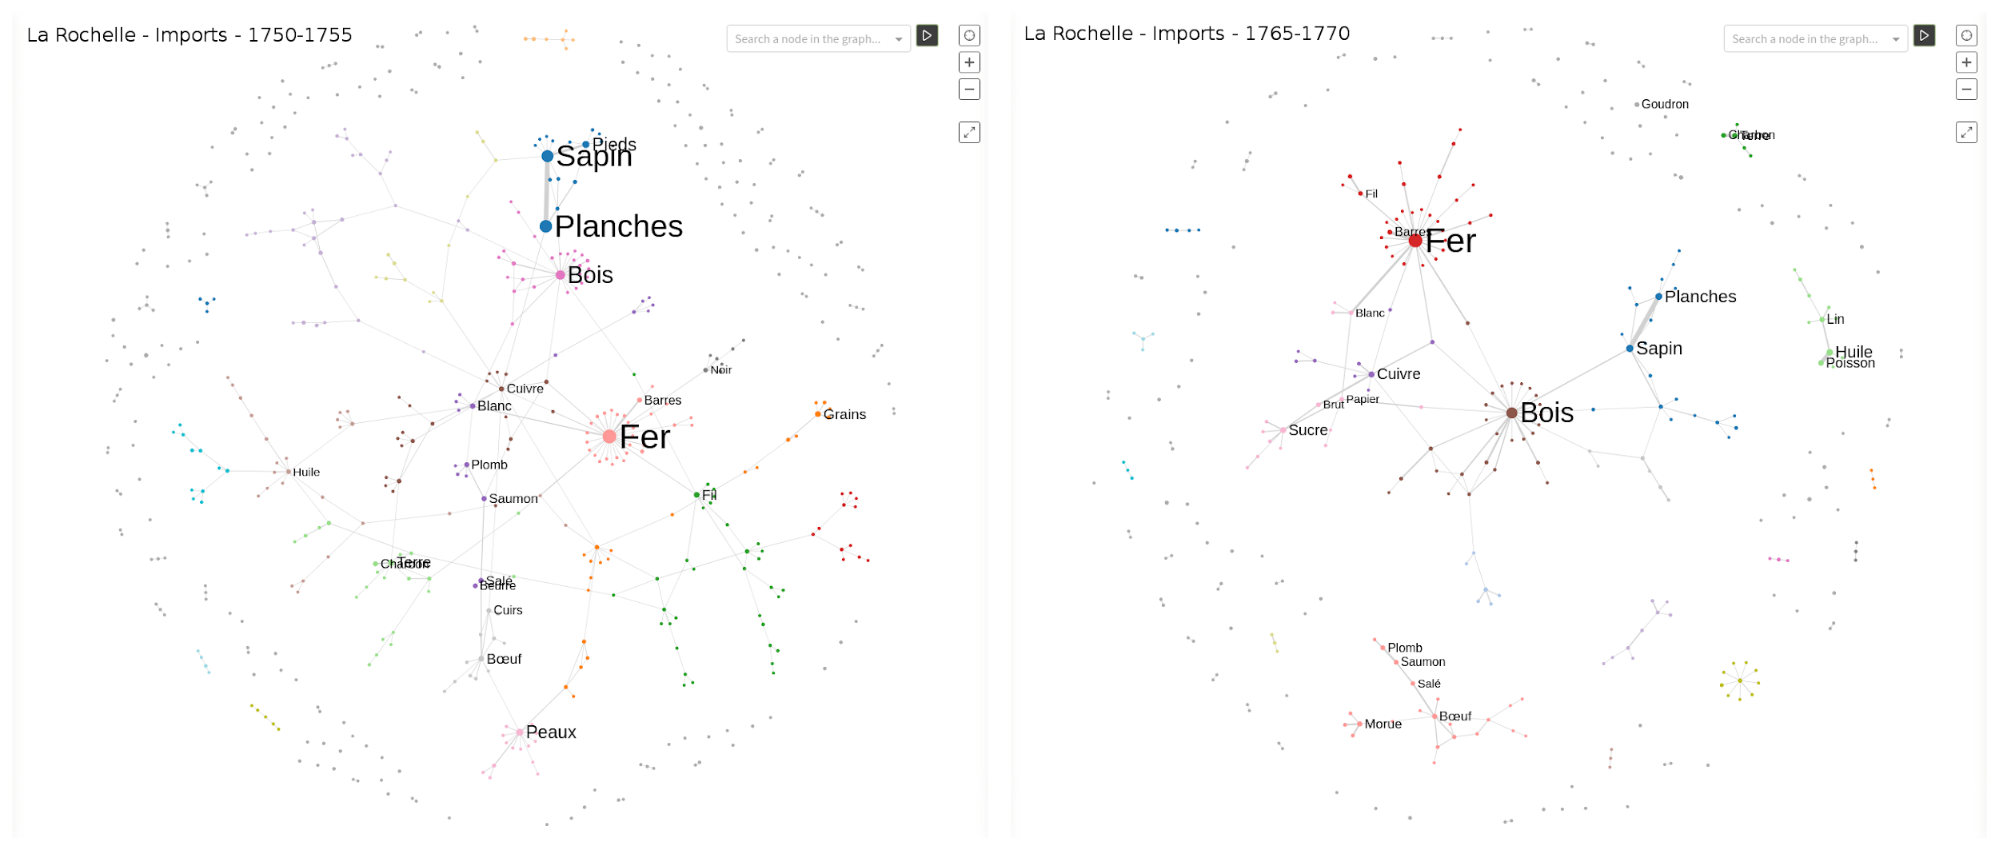 La Rochelle - Imports - 1750-1755
Search a node in the graph...
Pieds
Sapin
Planches
Bois
Noir
Cuivre
Barres
Blanc
Grains
Fer
Plomb
Huile
Fil
Saumon
Terre
Charbon
Salé
Beurre
Cuirs
Bœuf
Peaux
La Rochelle - Imports - 1765-1770
Search a node in the graph...
Goudron
Charbon
Terre
Fil
Barres
Fer
Planches
Blanc
Lin
Sapin
Huile
Poisson
Cuivre
Papier
Brut
Bois
Sucre
Plomb
Saumon
Salé
Bœuf
Morue